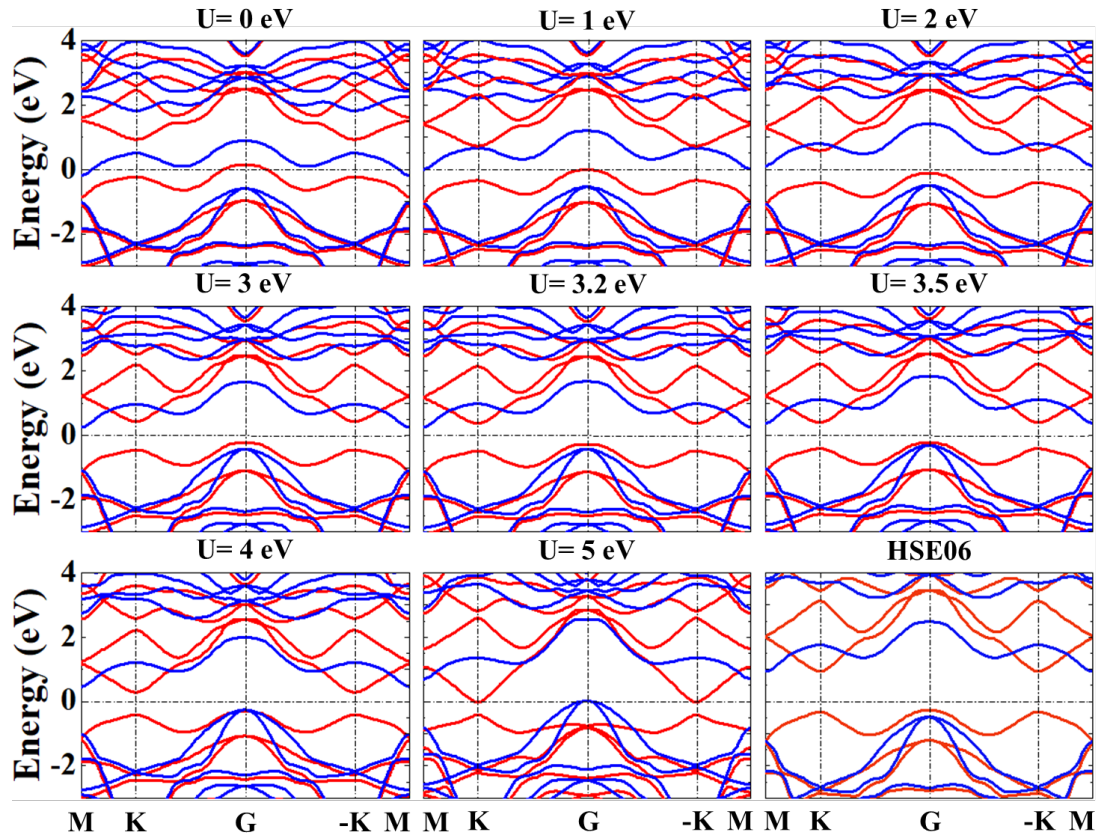 U= 0 eV U= 1 eV U= 2 eV
4
2
0
-2
Energy (eV)
U= 3 eV U= 3.2 eV U= 3.5 eV
4
2
0
-2
Energy (eV)
U= 4 eV U= 5 eV HSE06
4
2
0
-2
Energy (eV)
M K G -K M M K G -K M M K G -K M